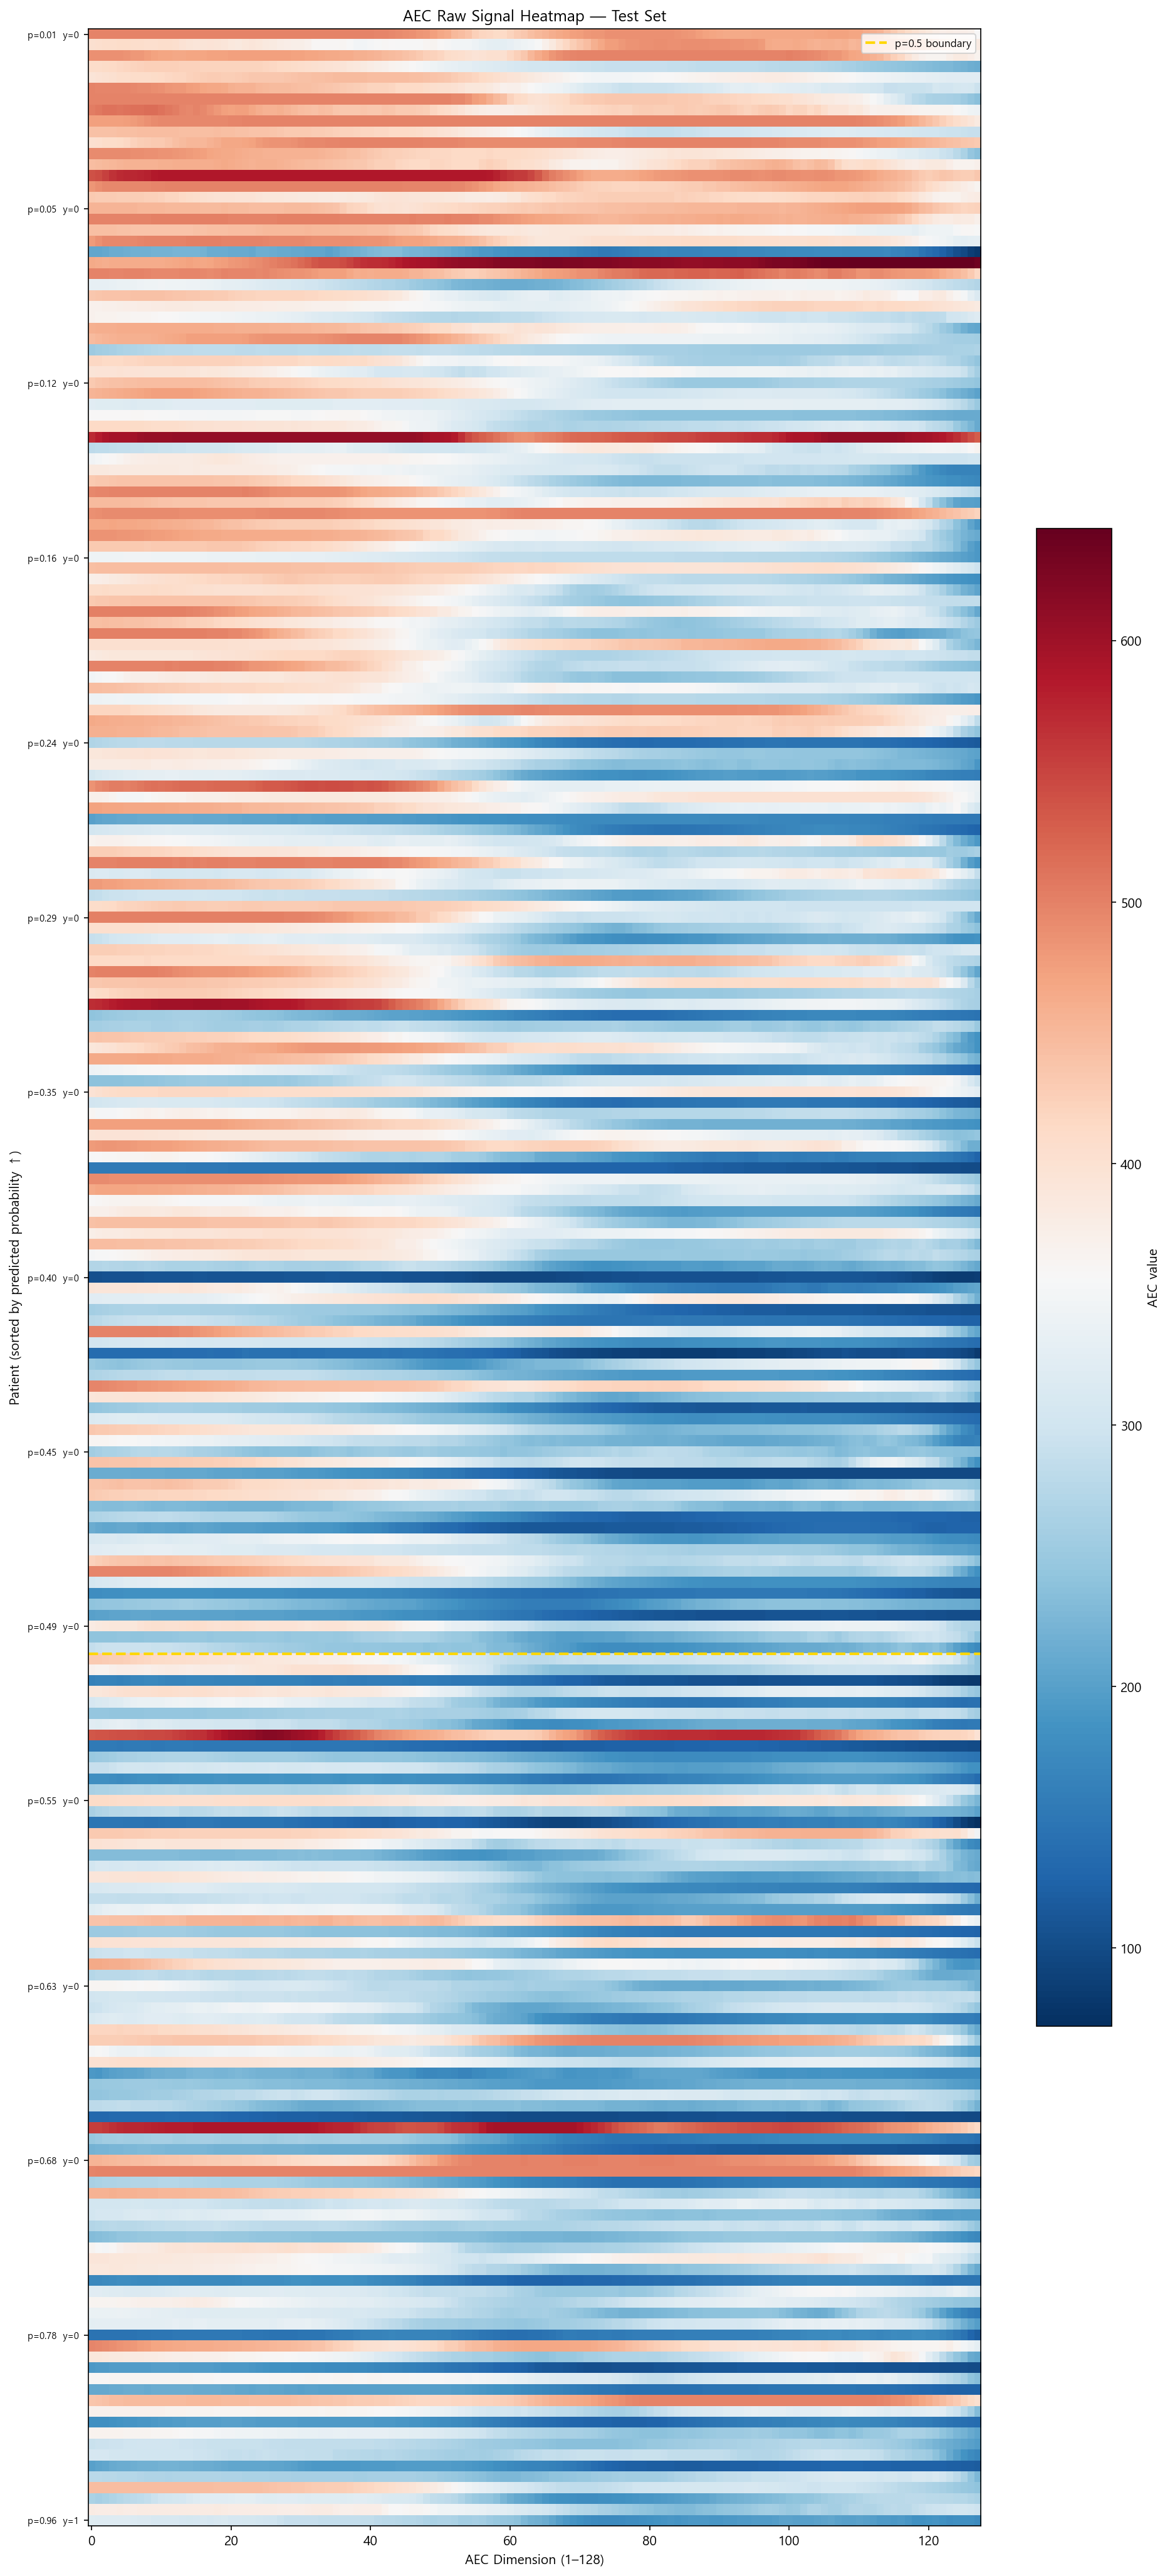 AEC Raw Signal Heatmap — Test Set
p=0.5 boundary
p=0.01 y=0
p=0.05 y=0
p=0.12 y=0
p=0.16 y=0
p=0.24 y=0
p=0.29 y=0
p=0.35 y=0
p=0.40 y=0
p=0.45 y=0
p=0.49 y=0
p=0.55 y=0
p=0.63 y=0
p=0.68 y=0
p=0.78 y=0
p=0.96 y=1
Patient (sorted by predicted probability ↑)
0 20 40 60 80 100 120
AEC Dimension (1–128)
600
500
400
300
200
100
AEC value